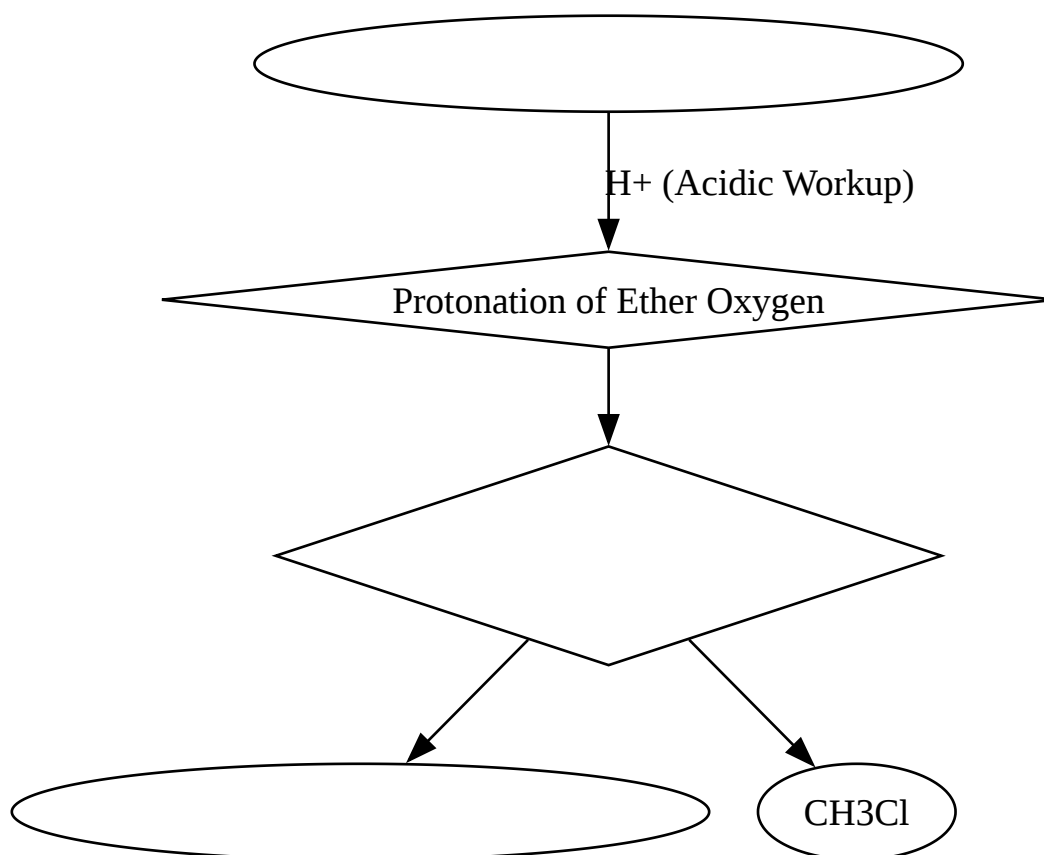 H+ (Acidic Workup)
Protonation of Ether Oxygen
CH3Cl